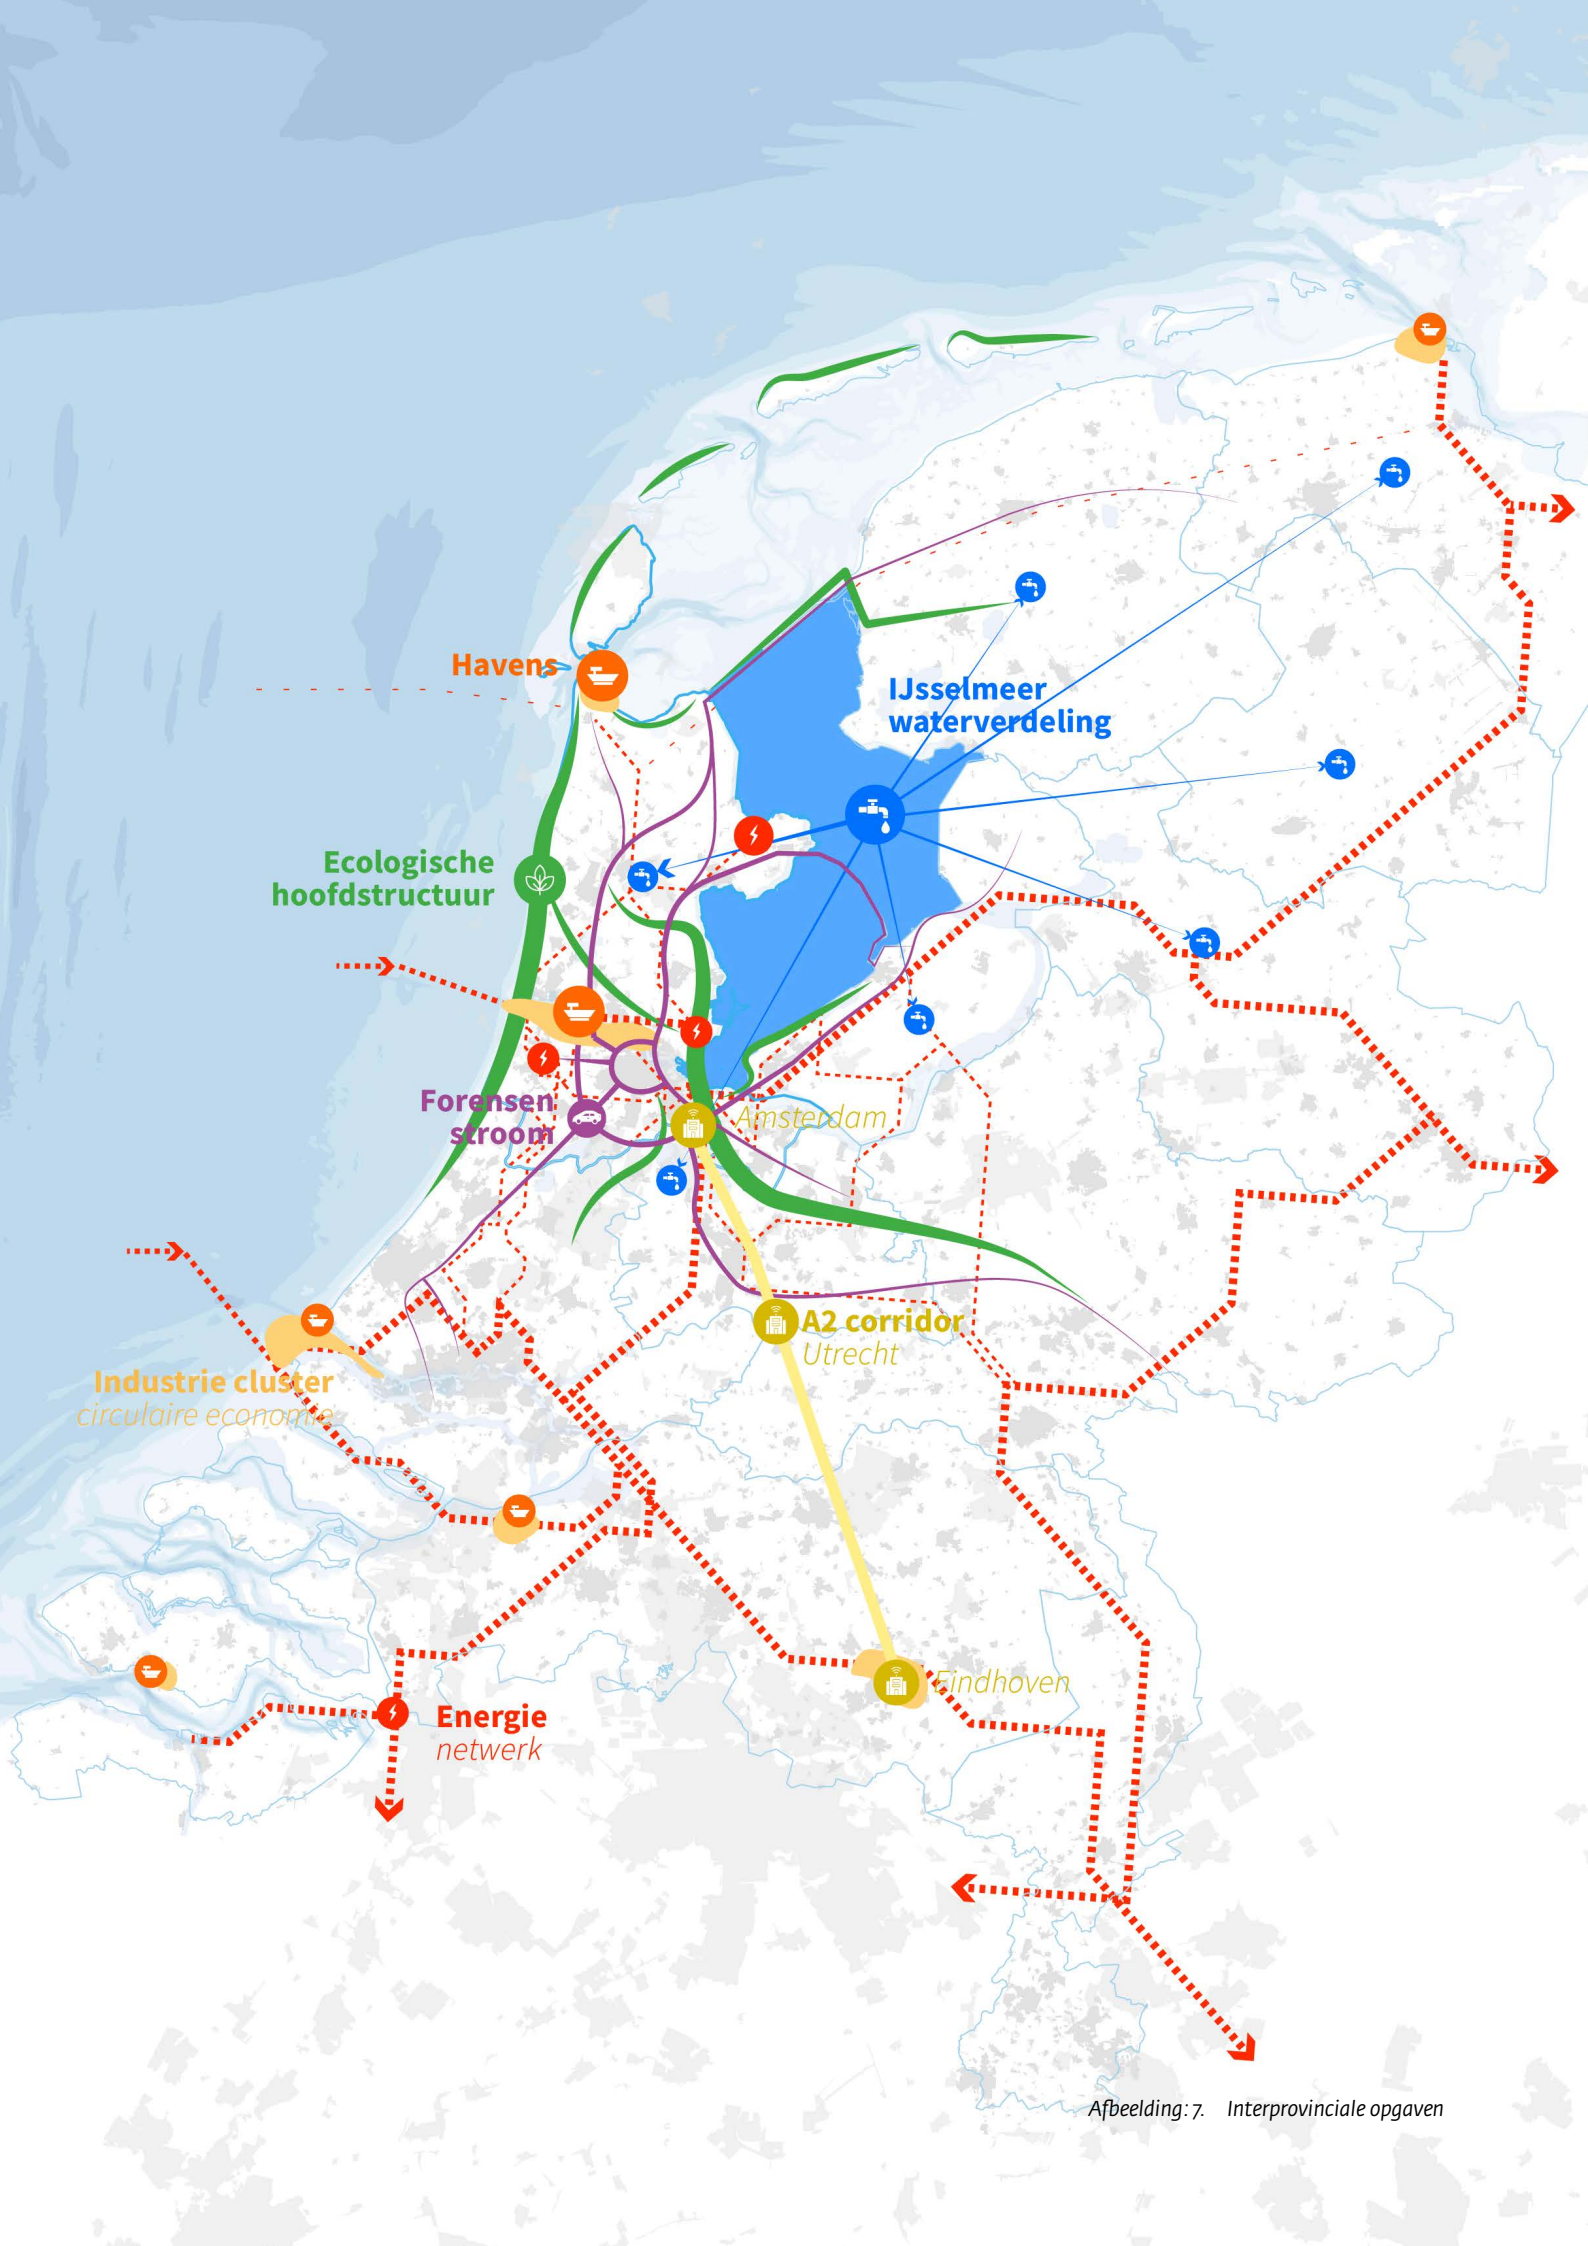 Havens
IJsselmeer
waterverdeling
Ecologische
hoofdstructuur
Forensen
stroom
Amsterdam
A2 corridor
Utrecht
Industrie cluster
circulaire economie
Eindhoven
Energie
netwerk
Afbeelding: 7. Interprovinciale opgaven